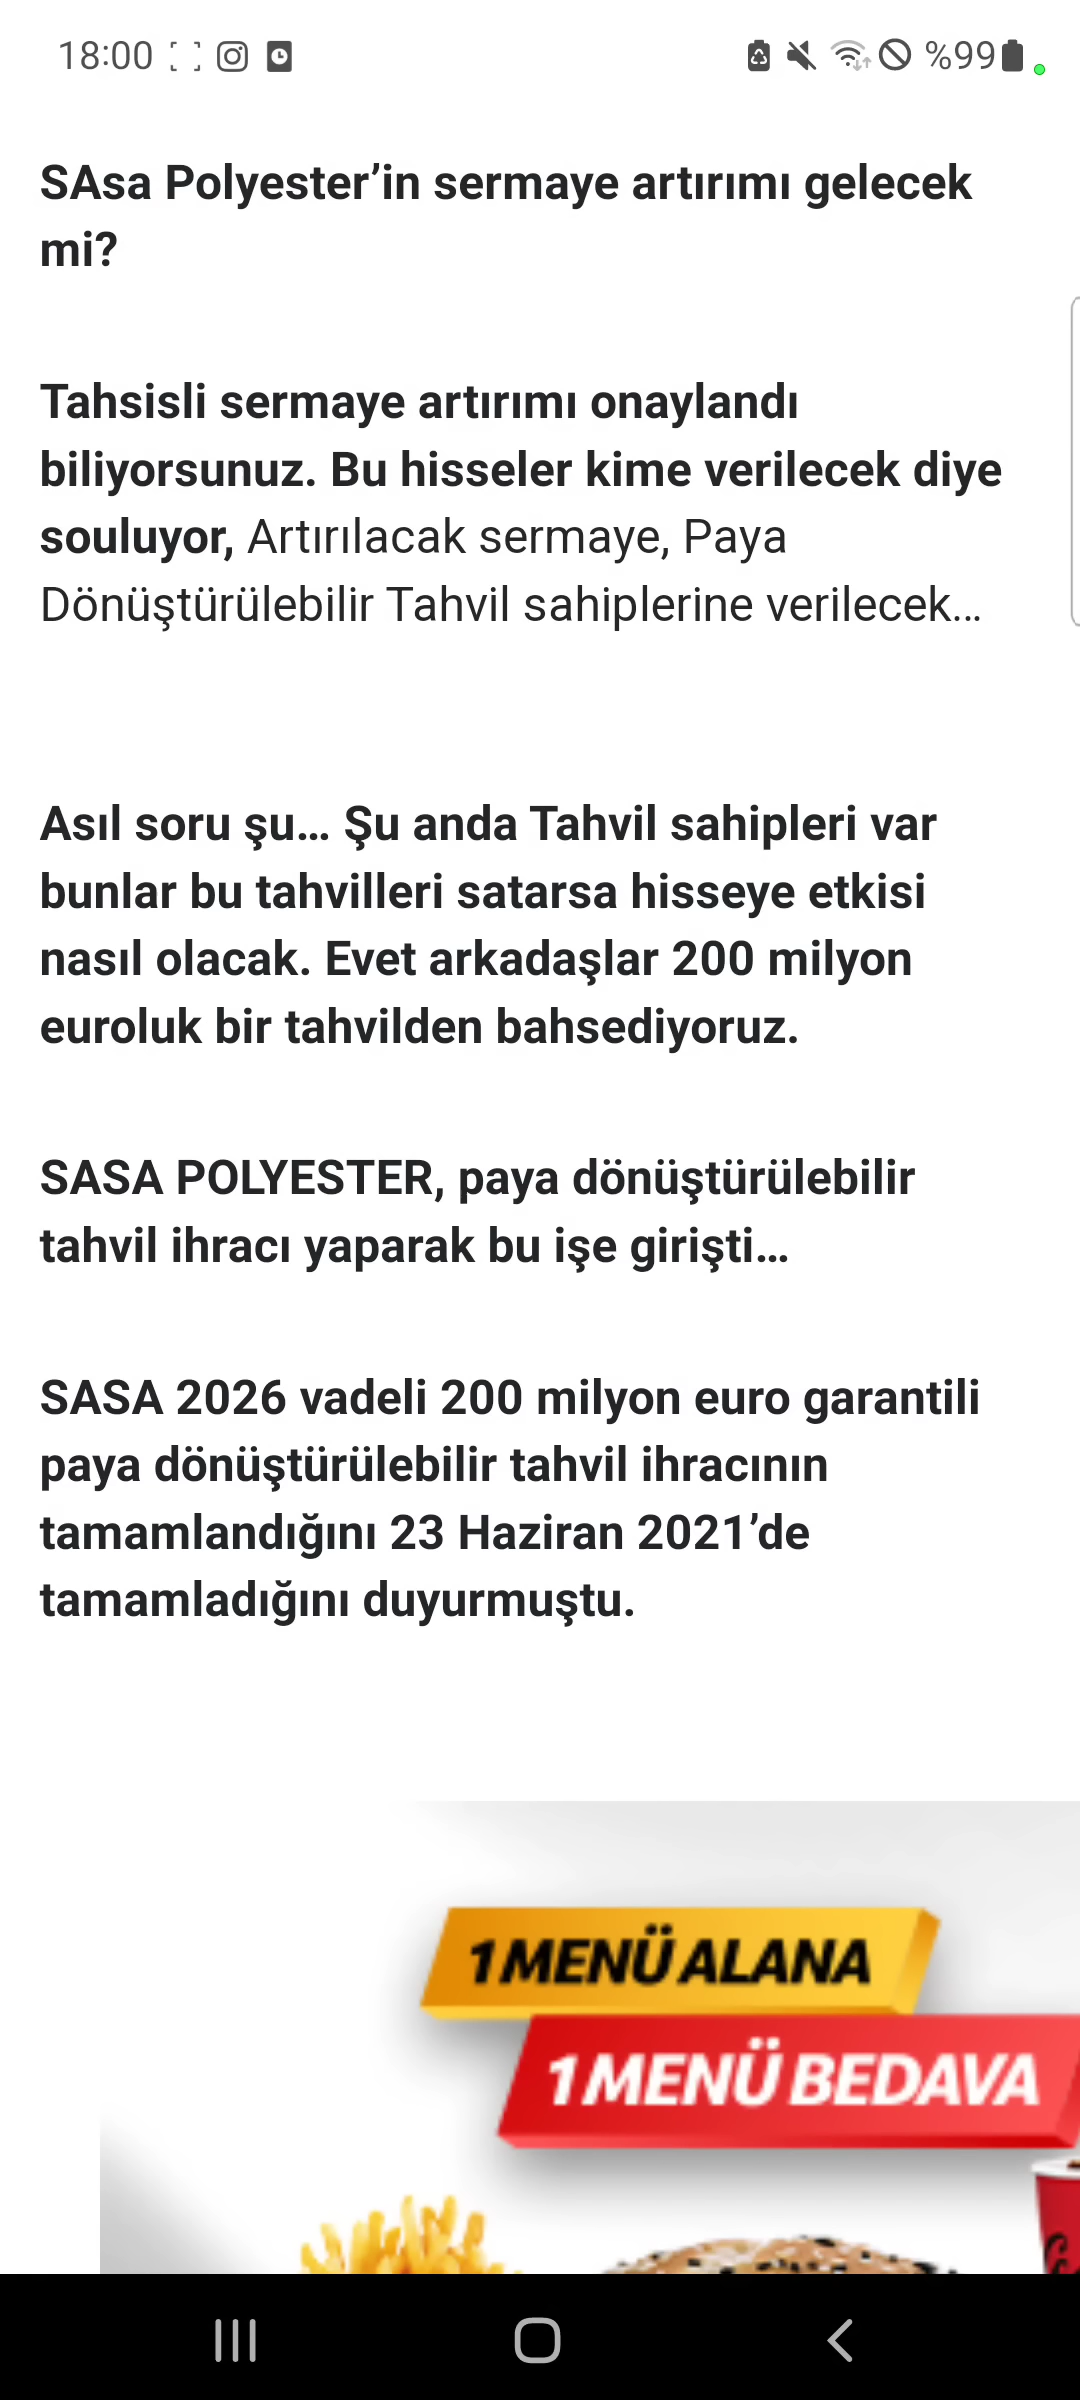 18:00
%99
SAsa Polyester’in sermaye artırımı gelecek
mi?
Tahsisli sermaye artırımı onaylandı
biliyorsunuz. Bu hisseler kime verilecek diye
souluyor, Artırılacak sermaye, Paya
Dönüştürülebilir Tahvil sahiplerine verilecek…
Asıl soru şu… Şu anda Tahvil sahipleri var
bunlar bu tahvilleri satarsa hisseye etkisi
nasıl olacak. Evet arkadaşlar 200 milyon
euroluk bir tahvilden bahsediyoruz.
SASA POLYESTER, paya dönüştürülebilir
tahvil ihracı yaparak bu işe girişti…
SASA 2026 vadeli 200 milyon euro garantili
paya dönüştürülebilir tahvil ihracının
tamamlandığını 23 Haziran 2021’de
tamamladığını duyurmuştu.
1 MENÜ ALANA
1 MENÜ BEDAVA